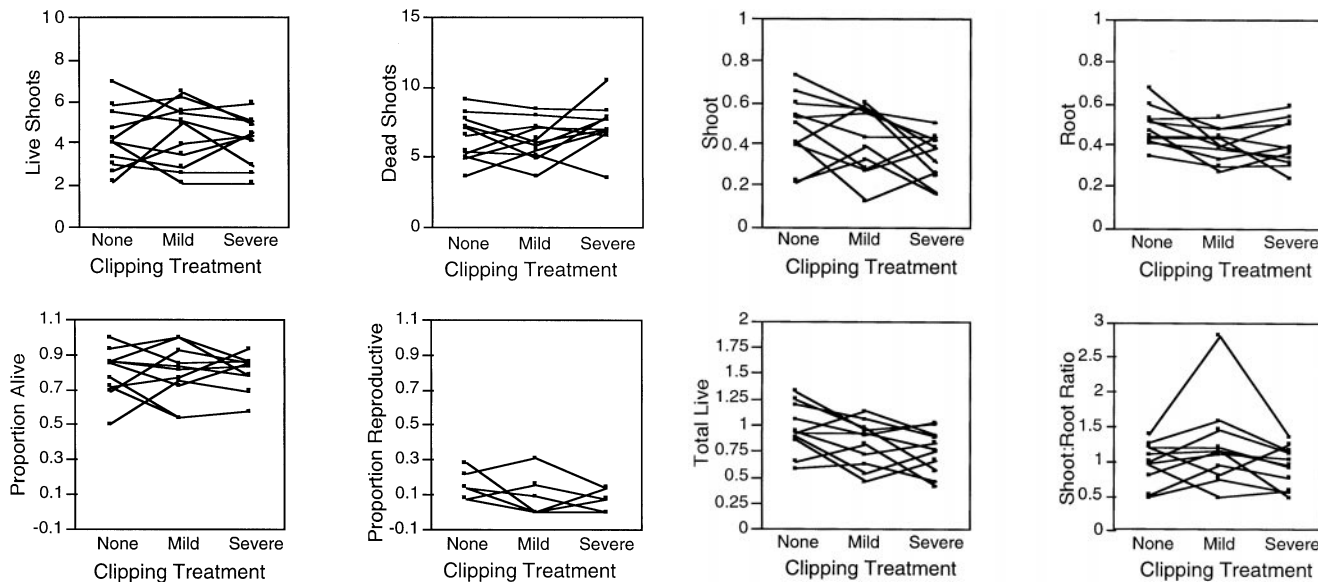 Live Shoots
10
8
6
4
2
0
None Mild Severe
Clipping Treatment
Dead Shoots
15
10
5
0
None Mild Severe
Clipping Treatment
Shoot
1
0.8
0.6
0.4
0.2
0
None Mild Severe
Clipping Treatment
Root
1
0.8
0.6
0.4
0.2
0
None Mild Severe
Clipping Treatment
Proportion Alive
1.1
0.9
0.7
0.5
0.3
0.1
-0.1
None Mild Severe
Clipping Treatment
Proportion Reproductive
1.1
0.9
0.7
0.5
0.3
0.1
-0.1
None Mild Severe
Clipping Treatment
Total Live
2
1.75
1.5
1.25
1
0.75
0.5
0.25
0
None Mild Severe
Clipping Treatment
Shoot:Root Ratio
3
2.5
2
1.5
1
0.5
0
None Mild Severe
Clipping Treatment